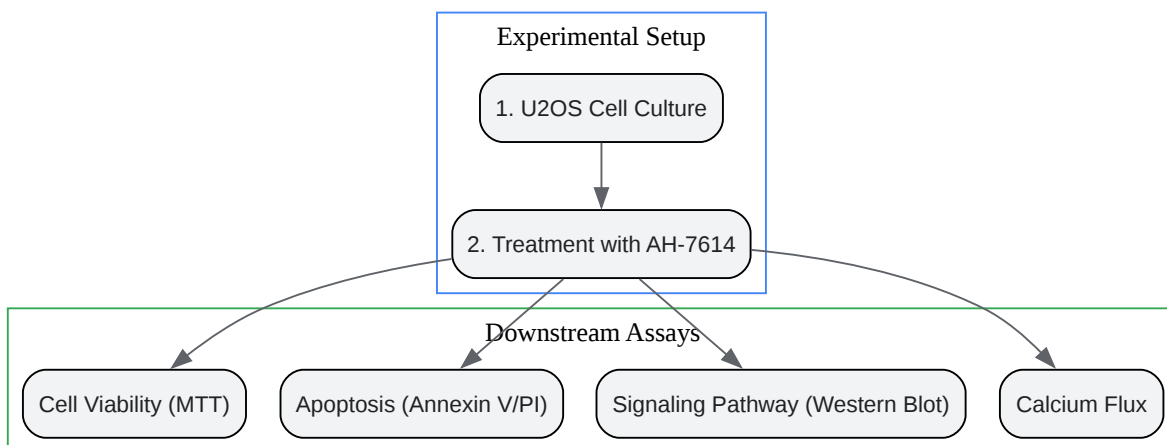 Experimental Setup
1. U2OS Cell Culture
2. Treatment with AH-7614
Downstream Assays
Cell Viability (MTT)
Apoptosis (Annexin V/PI)
Signaling Pathway (Western Blot)
Calcium Flux